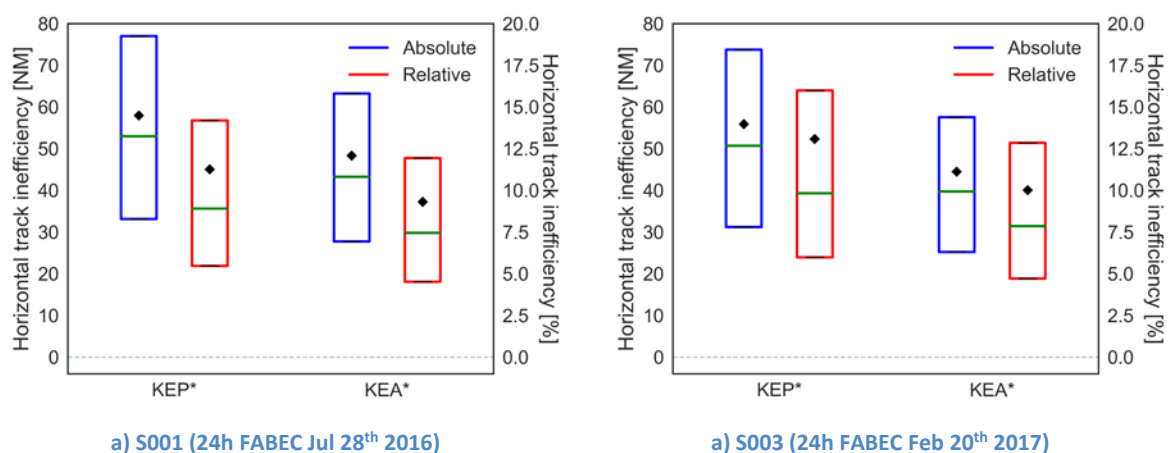 Horizontal track inefficiency [NM]
80
70
60
50
40
30
20
10
0
Absolute
Relative
20.0
17.5
15.0
12.5
10.0
7.5
5.0
2.5
0.0
Horizontal track inefficiency [%]
KEP*
KEA*
a) S001 (24h FABEC Jul 28th 2016)
Horizontal track inefficiency [NM]
80
70
60
50
40
30
20
10
0
Absolute
Relative
20.0
17.5
15.0
12.5
10.0
7.5
5.0
2.5
0.0
Horizontal track inefficiency [%]
KEP*
KEA*
a) S003 (24h FABEC Feb 20th 2017)